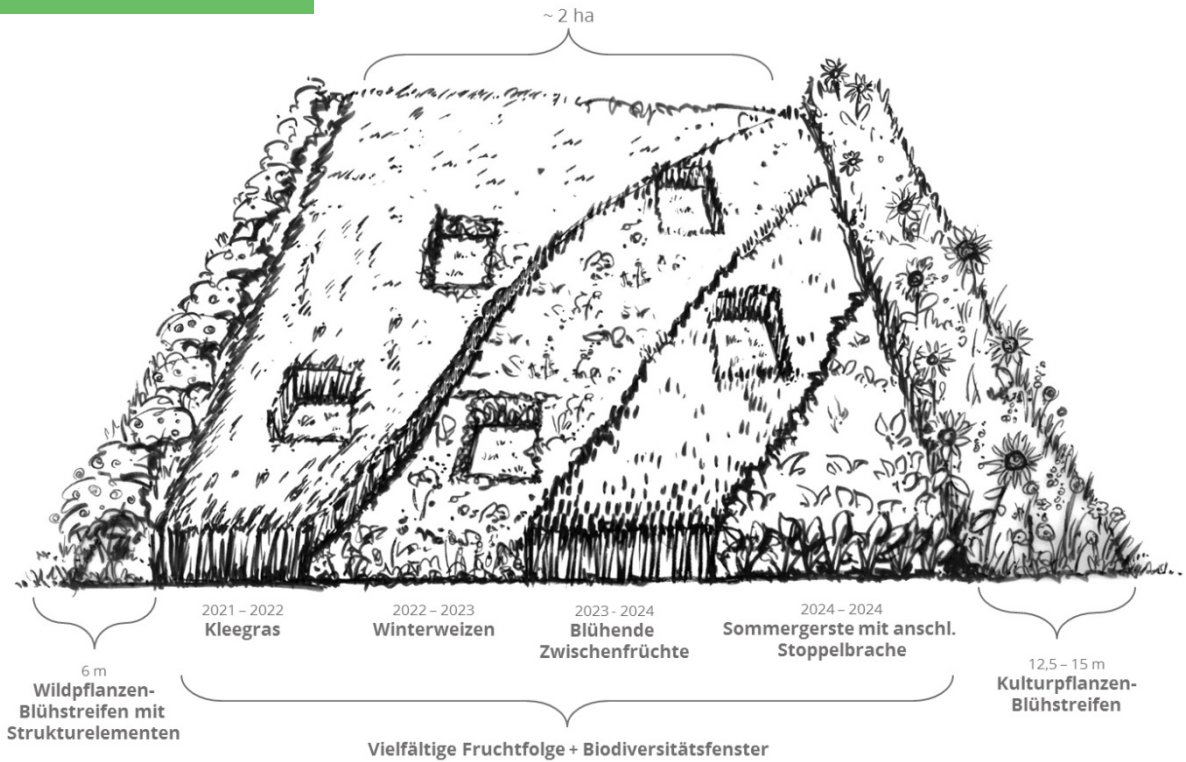 ~ 2 ha
2021 – 2022
Kleegras
2022 – 2023
Winterweizen
2023 - 2024
Blühende
Zwischenfrüchte
2024 – 2024
Sommergerste mit anschl.
Stoppelbrache
6 m
Wildpflanzen-
Blühstreifen mit
Strukturelementen
12,5 – 15 m
Kulturpflanzen-
Blühstreifen
Vielfältige Fruchtfolge + Biodiversitätsfenster